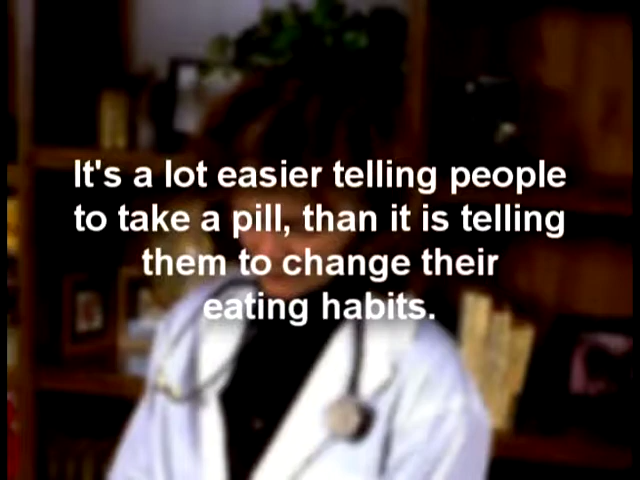 It's a lot easier telling people
to take a pill, than it is telling
them to change their
eating habits.